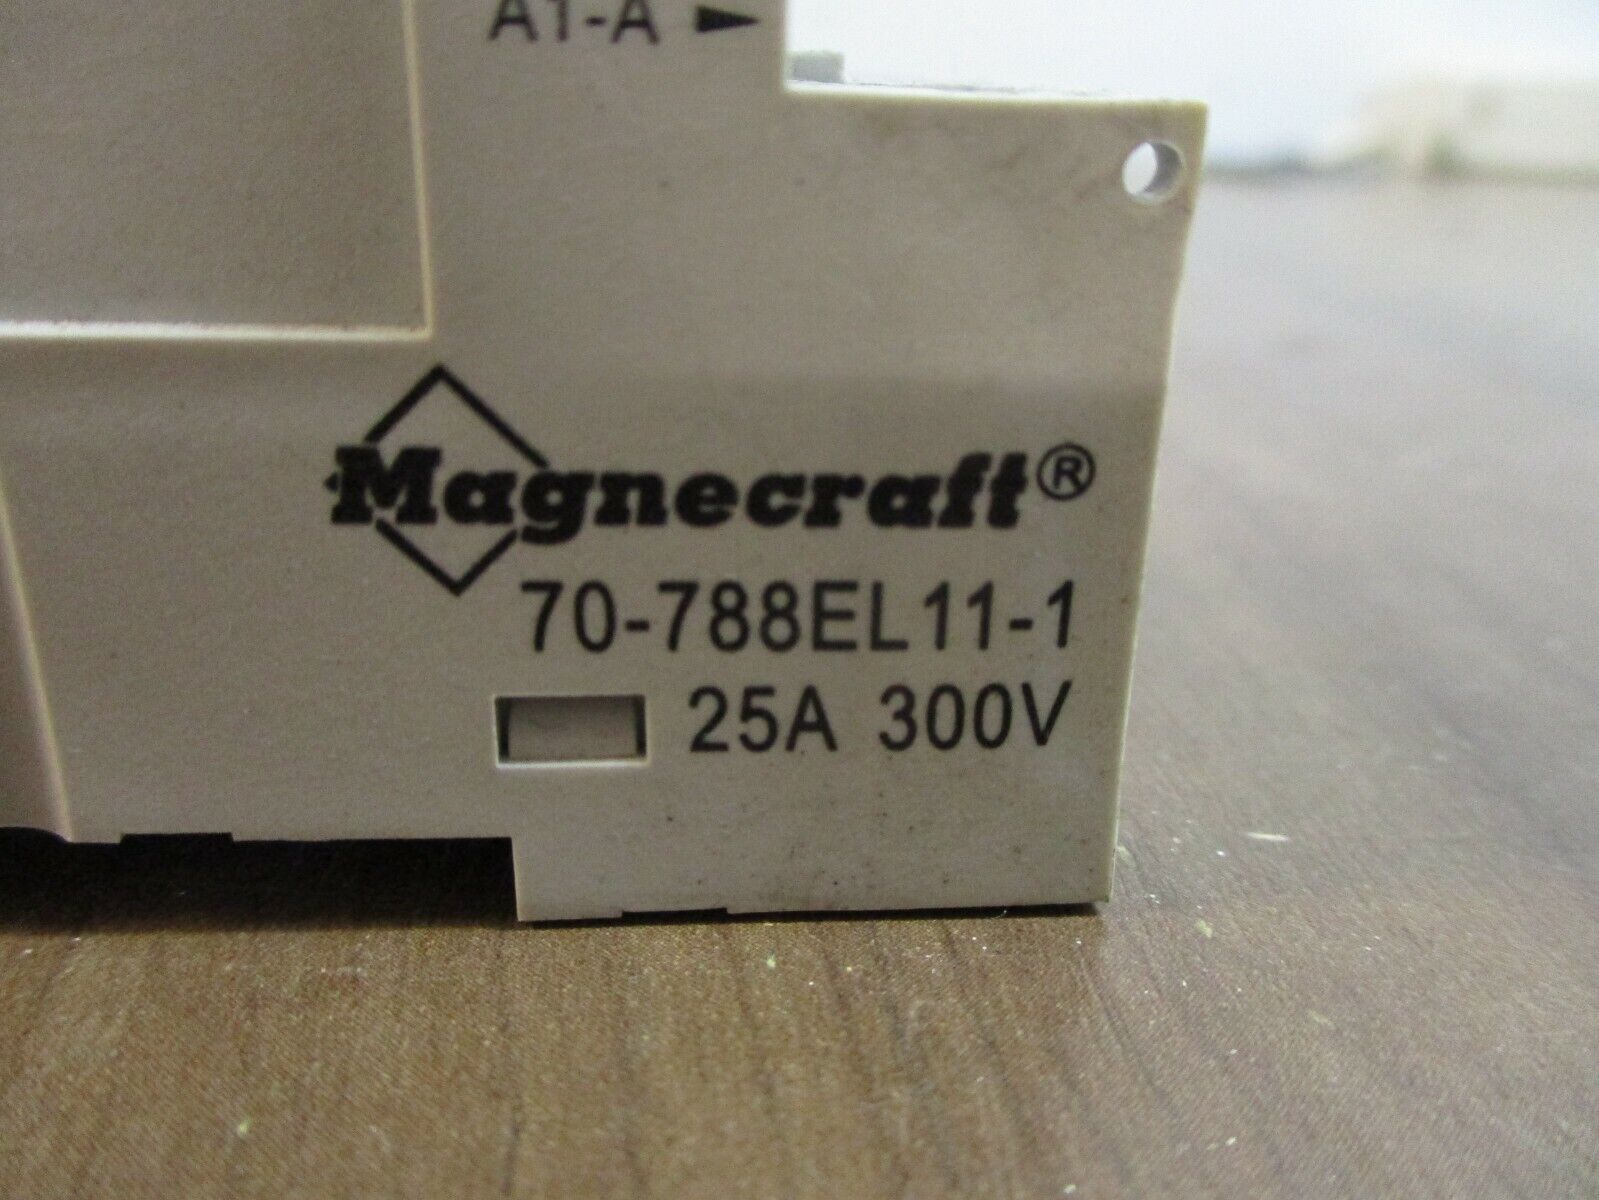 A1-A ►
Magnecraft®
70-788EL11-1
25A 300V